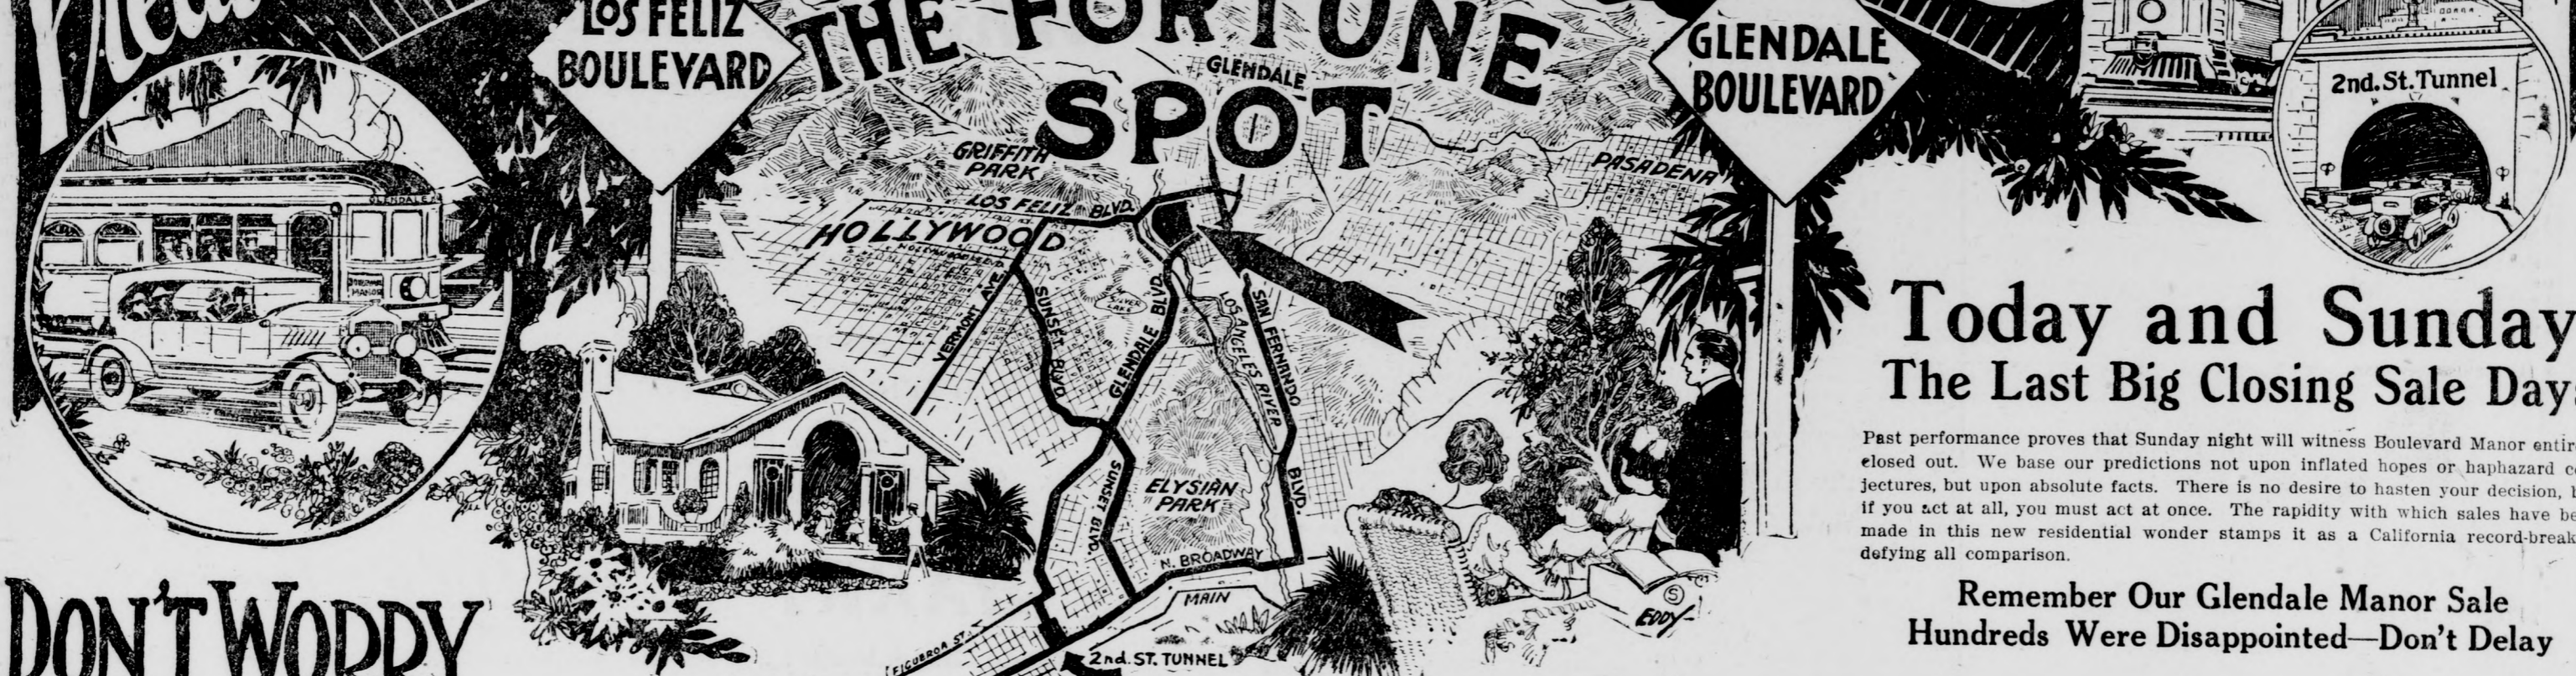 LOS FELIZ
BOULEVARD
THE FORTUNE
SPOT
GLENDALE
GLENDALE
BOULEVARD
2nd. St. Tunnel
GRIFFITH
PARK
PASADENA
LOS FELIZ BLVD.
HOLLYWOOD
GLENDALE
MANOR
VERMONT AVE
SUNSET BLVD.
SILVER
LAKE
GLENDALE BLVD.
LOS ANGELES RIVER
SAN FERNANDO
BLVD.
SUNSET BLVD.
ELYSIAN
PARK
N. BROADWAY
MAIN
FIGUEROA ST.
2nd. ST. TUNNEL
EDDY
DON'T WORRY
Today and Sunday
The Last Big Closing Sale Day
Past performance proves that Sunday night will witness Boulevard Manor entir
closed out. We base our predictions not upon inflated hopes or haphazard c
jectures, but upon absolute facts. There is no desire to hasten your decision,
if you act at all, you must act at once. The rapidity with which sales have be
made in this new residential wonder stamps it as a California record-break
defying all comparison.
Remember Our Glendale Manor Sale
Hundreds Were Disappointed—Don't Delay